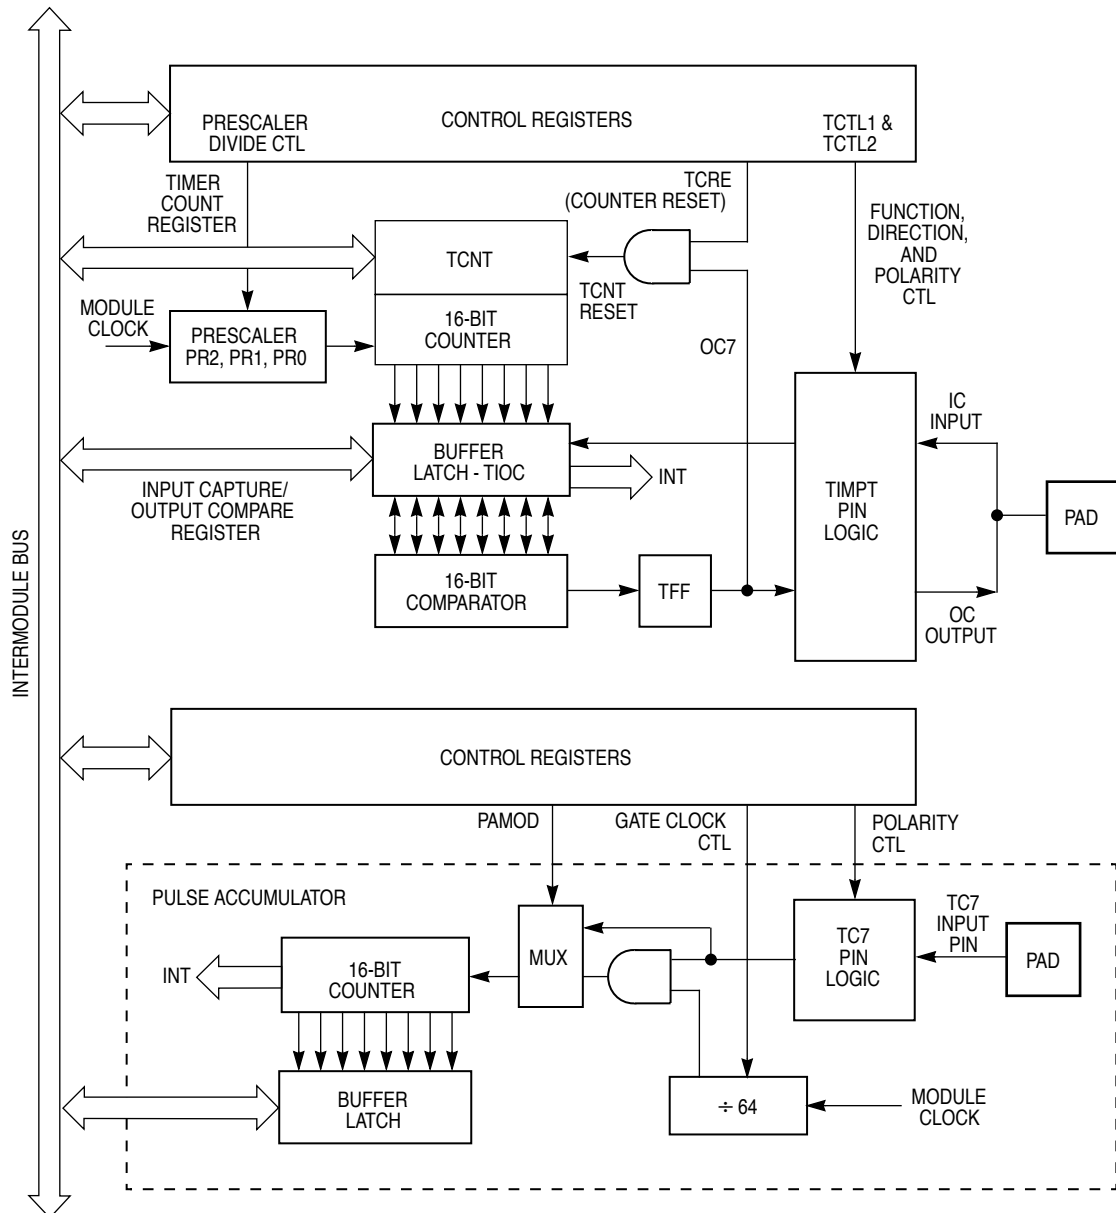 INTERMODULE BUS
PRESCALER
DIVIDE CTL
CONTROL REGISTERS
TCTL1 &
TCTL2
TIMER
COUNT
REGISTER
TCRE
(COUNTER RESET)
FUNCTION,
DIRECTION,
AND
POLARITY
CTL
TCNT
TCNT
RESET
MODULE
CLOCK
PRESCALER
PR2, PR1, PR0
16-BIT
COUNTER
OC7
IC
INPUT
BUFFER
LATCH - TIOC
INT
INPUT CAPTURE/
OUTPUT COMPARE
REGISTER
TIMPT
PIN
LOGIC
PAD
16-BIT
COMPARATOR
TFF
OC
OUTPUT
CONTROL REGISTERS
PAMOD
GATE CLOCK
CTL
POLARITY
CTL
PULSE ACCUMULATOR
INT
16-BIT
COUNTER
MUX
TC7
PIN
LOGIC
TC7
INPUT
PIN
PAD
BUFFER
LATCH
÷ 64
MODULE
CLOCK